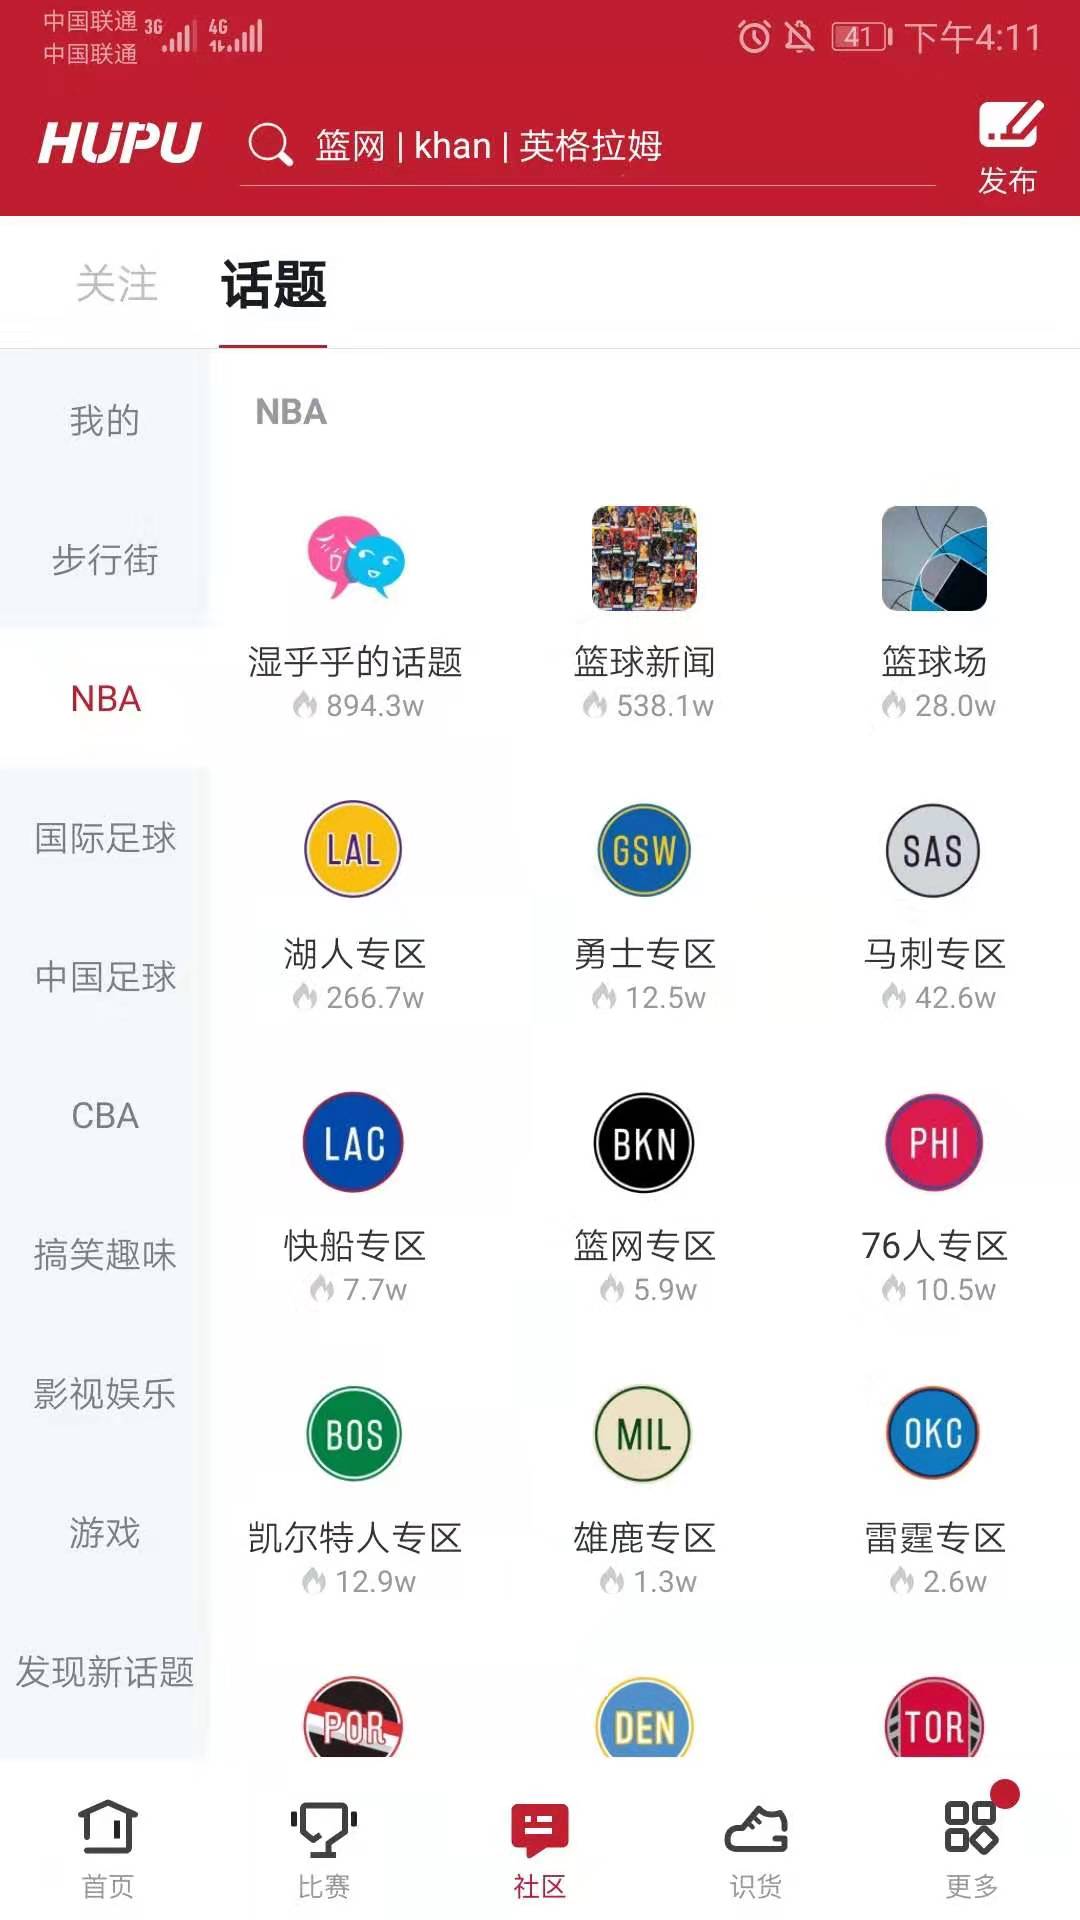 中国联通 3G 4G 41 下午4:11
中国联通
HUPU 篮网 | khan | 英格拉姆 发布
关注 话题
我的
步行街
NBA
国际足球
中国足球
CBA
搞笑趣味
影视娱乐
游戏
发现新话题
NBA
湿乎乎的话题 篮球新闻 篮球场
894.3w 538.1w 28.0w
LAL GSW SAS
湖人专区 勇士专区 马刺专区
266.7w 12.5w 42.6w
LAC BKN PHI
快船专区 篮网专区 76人专区
7.7w 5.9w 10.5w
BOS MIL OKC
凯尔特人专区 雄鹿专区 雷霆专区
12.9w 1.3w 2.6w
POR DEN TOR
首页 比赛 社区 识货 更多